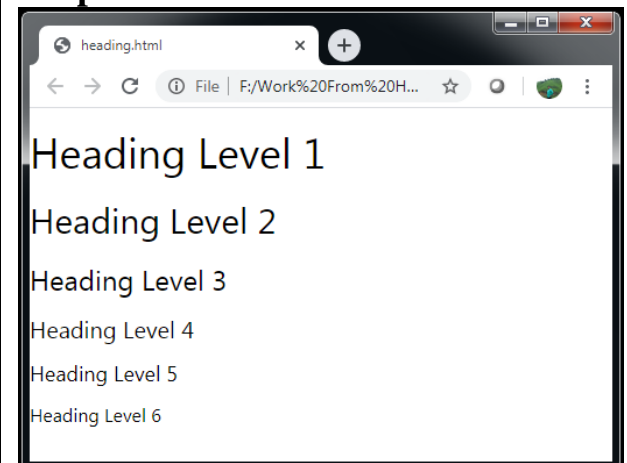 heading.html
File | F:/Work%20From%20H...
Heading Level 1
Heading Level 2
Heading Level 3
Heading Level 4
Heading Level 5
Heading Level 6